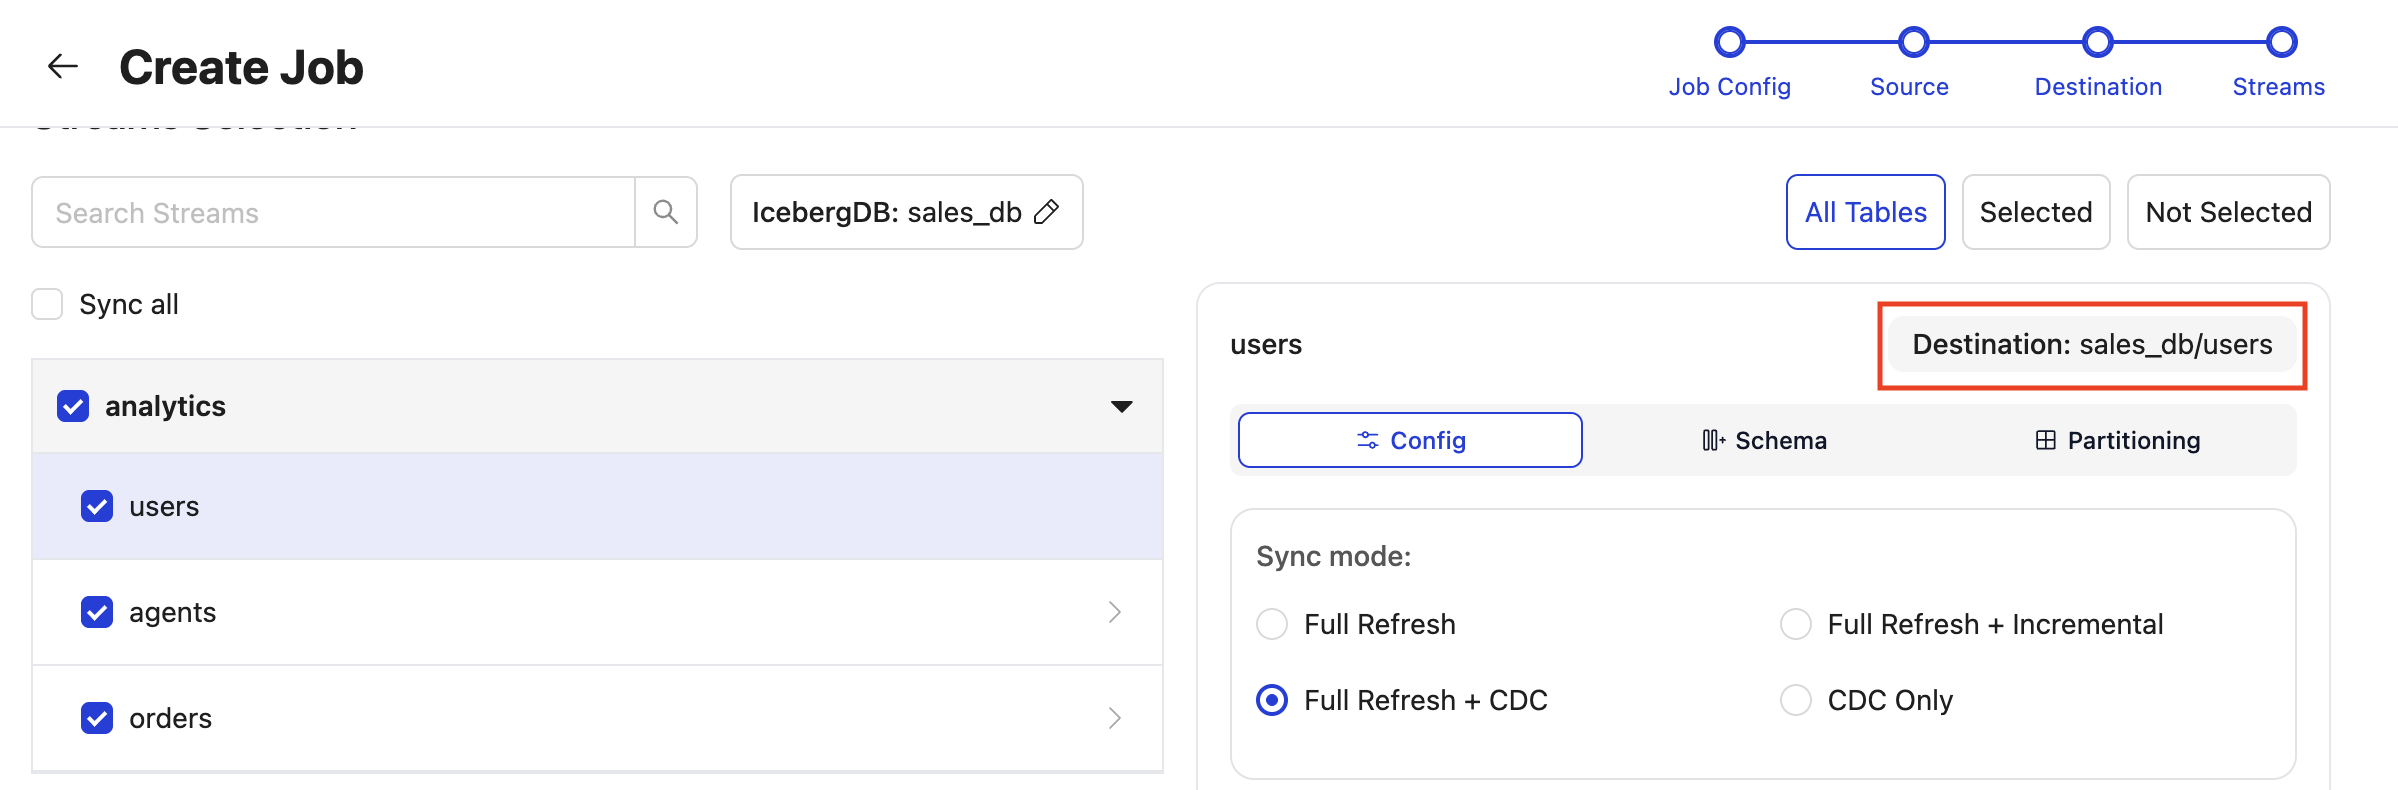 Create Job
Job Config
Source
Destination
Streams
Streams Selection
Search Streams
IcebergDB: sales_db
All Tables
Selected
Not Selected
Sync all
analytics
users
agents
orders
users
Destination: sales_db/users
Config
Schema
Partitioning
Sync mode:
Full Refresh
Full Refresh + Incremental
Full Refresh + CDC
CDC Only